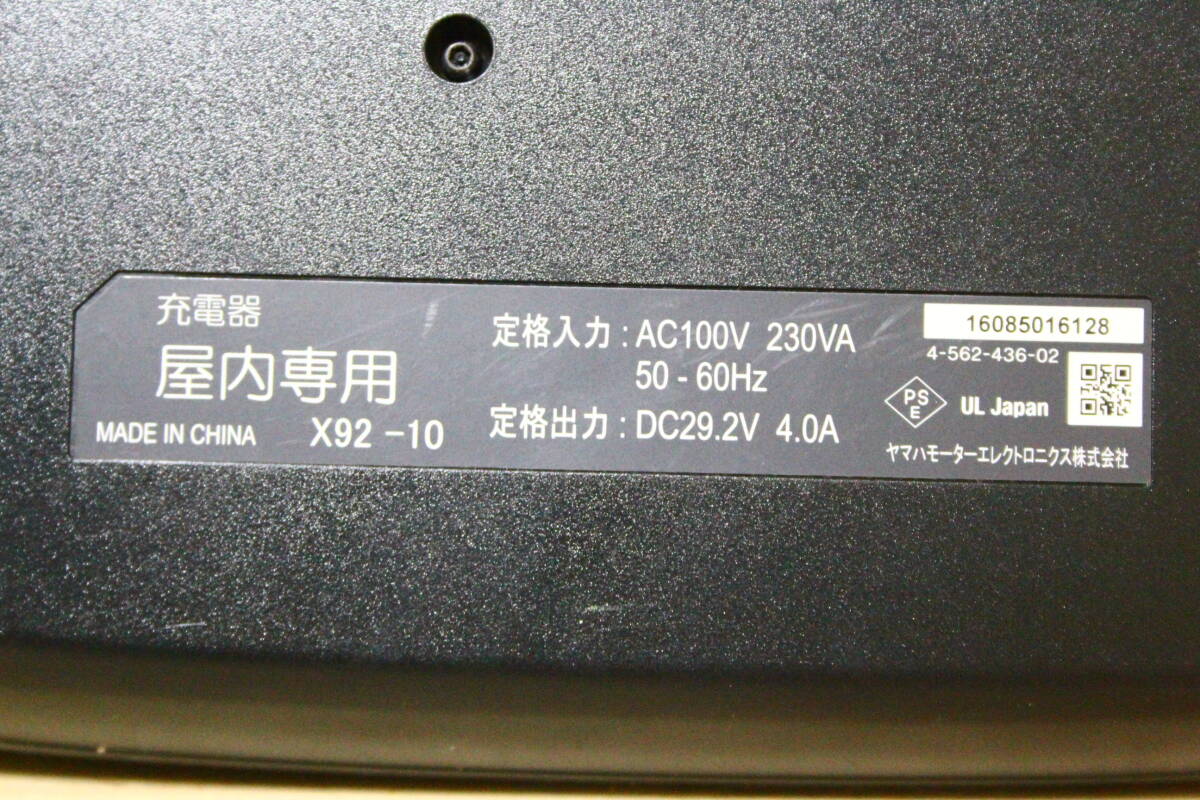 充電器
屋内専用
MADE IN CHINA X92 -10
定格入力 : AC100V 230VA
50 - 60Hz
定格出力 : DC29.2V 4.0A
16085016128
4-562-436-02
PS
E
UL Japan
ヤマハモーターエレクトロニクス株式会社